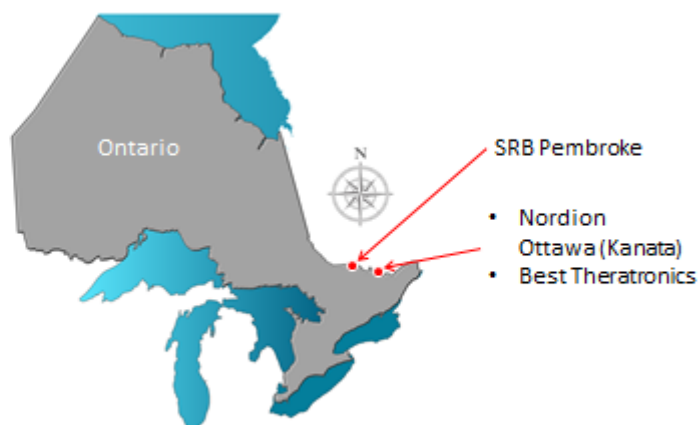 Ontario
N
SRB Pembroke
• Nordion
Ottawa (Kanata)
• Best Theratronics